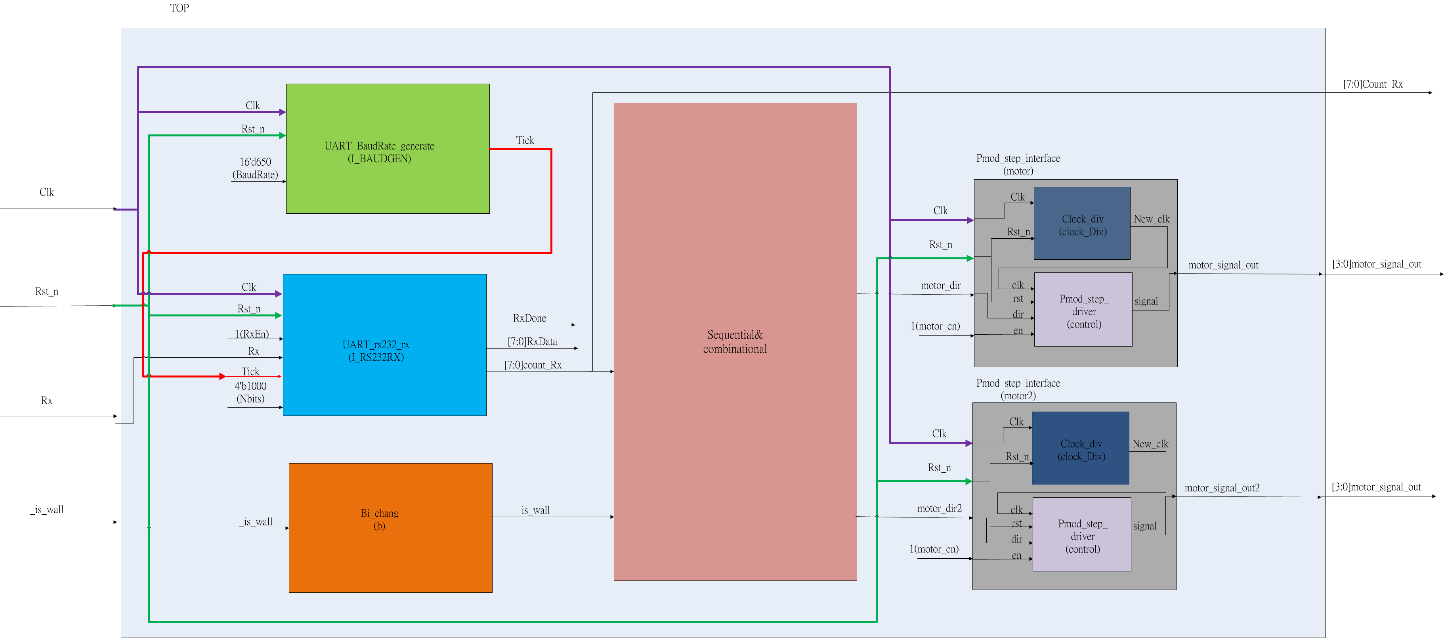 TOP
[7:0]Count_Rx
Clk
Rst_n
16'd650
(BaudRate)
UART_BaudRate_generate
(I_BAUDGEN)
Tick
Clk
Rst_n
Rx
_is_wall
Clk
Rst_n
1(RxEn)
Rx
Tick
4'b1000
(Nbits)
UART_rs232_rx
(I_RS232RX)
RxDone
[7:0]RxData
[7:0]count_Rx
_is_wall
Bi_chang
(b)
is_wall
Sequential&
combinational
Pmod_step_interface
(motor)
Clk
Rst_n
motor_dir
1(motor_en)
Clk
Rst_n
Clock_div
(clock_Div)
New_clk
clk
rst
dir
en
Pmod_step_
driver
(control)
signal
motor_signal_out
[3:0]motor_signal_out
Pmod_step_interface
(motor2)
Clk
Rst_n
motor_dir2
1(motor_en)
Clk
Rst_n
Clock_div
(clock_Div)
New_clk
clk
rst
dir
en
Pmod_step_
driver
(control)
signal
motor_signal_out2
[3:0]motor_signal_out